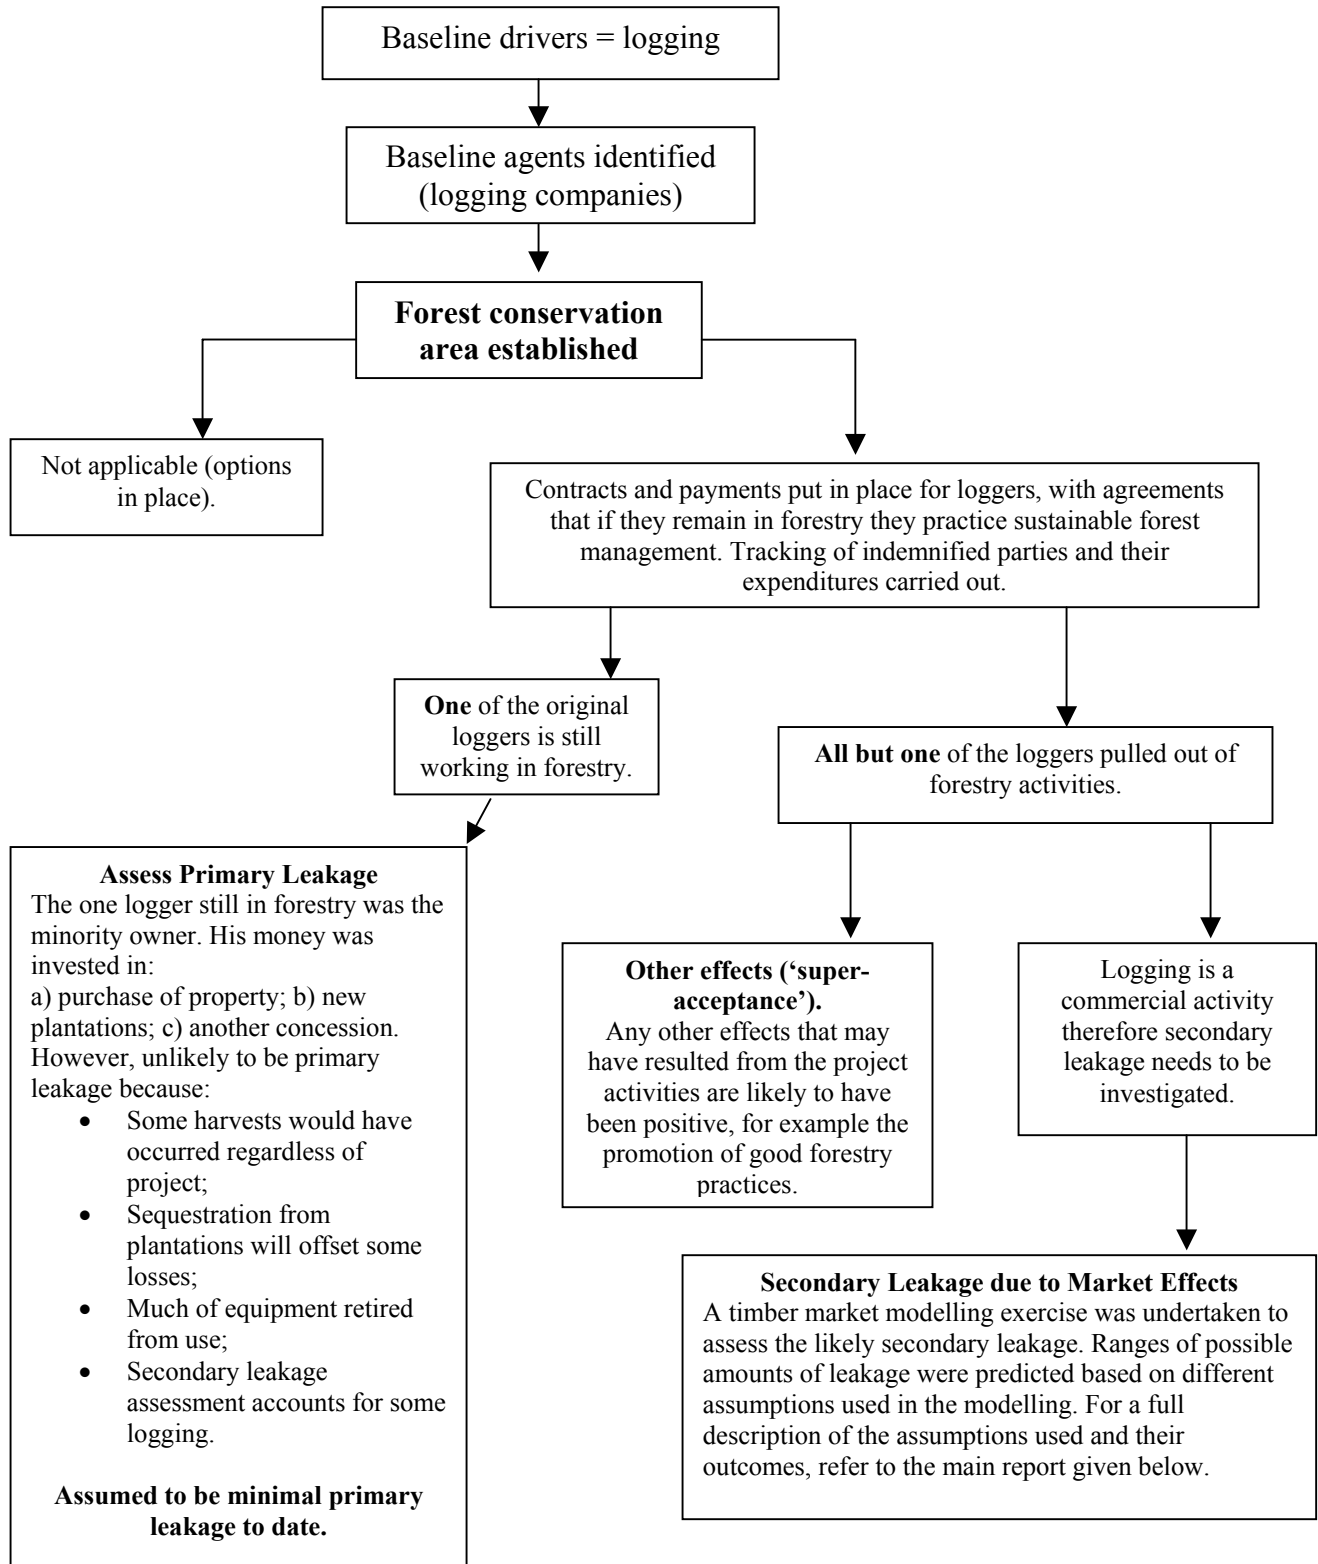 Baseline drivers = logging
Baseline agents identified
(logging companies)
Forest conservation
area established
Not applicable (options
in place).
Contracts and payments put in place for loggers, with agreements
that if they remain in forestry they practice sustainable forest
management. Tracking of indemnified parties and their
expenditures carried out.
One of the original
loggers is still
working in forestry.
All but one of the loggers pulled out of
forestry activities.
Assess Primary Leakage
The one logger still in forestry was the
minority owner. His money was
invested in:
a) purchase of property; b) new
plantations; c) another concession.
However, unlikely to be primary
leakage because:
• Some harvests would have
occurred regardless of
project;
• Sequestration from
plantations will offset some
losses;
• Much of equipment retired
from use;
• Secondary leakage
assessment accounts for some
logging.
Assumed to be minimal primary
leakage to date.
Other effects (‘super-
acceptance’).
Any other effects that may
have resulted from the project
activities are likely to have
been positive, for example the
promotion of good forestry
practices.
Logging is a
commercial activity
therefore secondary
leakage needs to be
investigated.
Secondary Leakage due to Market Effects
A timber market modelling exercise was undertaken to
assess the likely secondary leakage. Ranges of possible
amounts of leakage were predicted based on different
assumptions used in the modelling. For a full
description of the assumptions used and their
outcomes, refer to the main report given below.